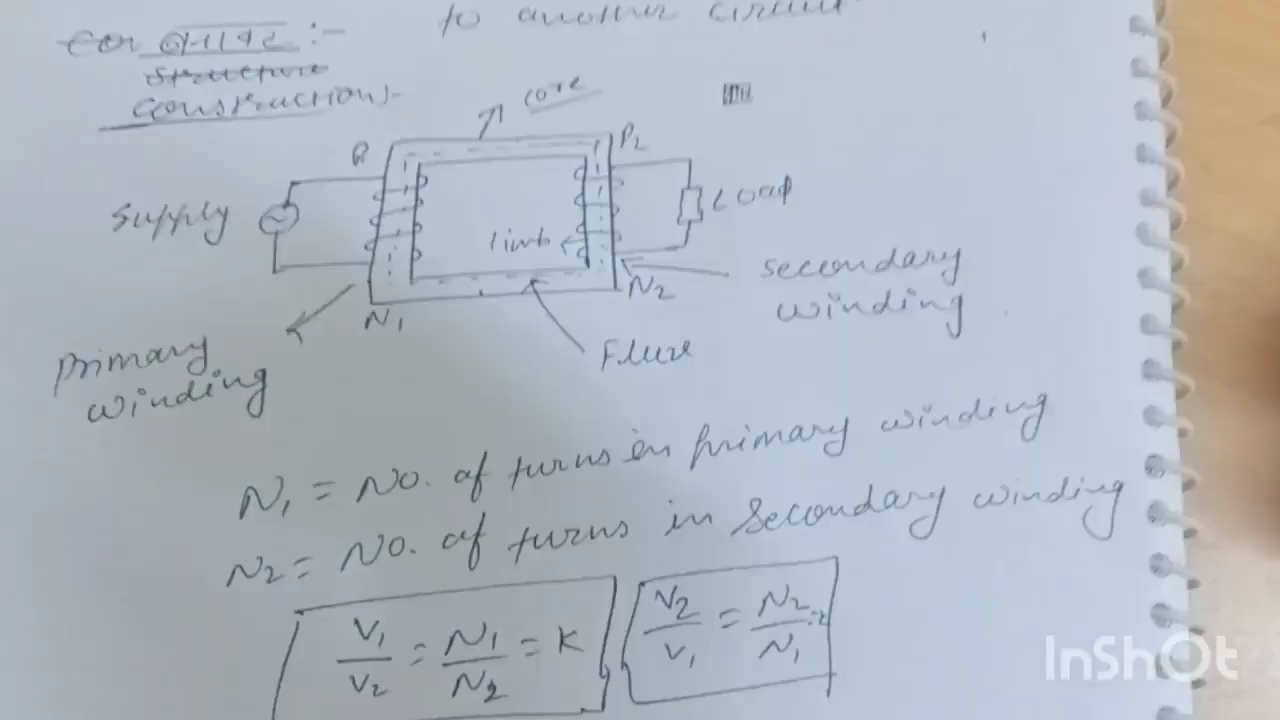 to another circuit
Structure
Construction:-
core
P2
Supply
Load
limb
secondary
winding
N1
N2
Primary
winding
Flux
N1 = No. of turns in primary winding
N2 = No. of turns in secondary winding
V1/V2 = N1/N2 = K
V2/V1 = N2/N1
InShOt